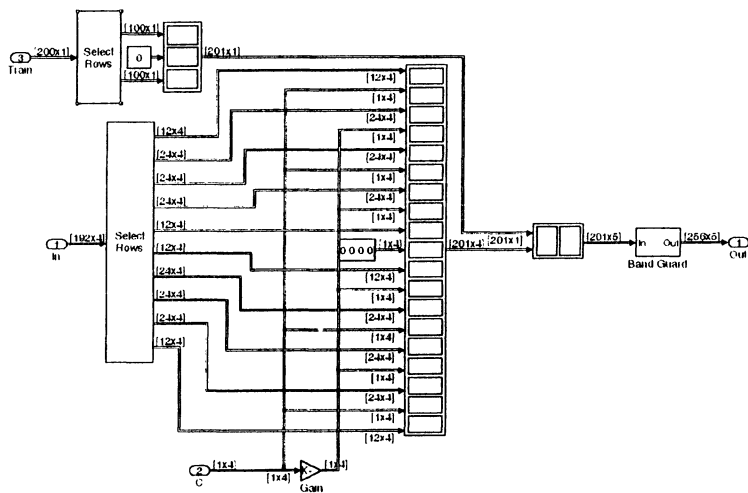 [200x1]
3
Train
Select
Rows
[100x1]
0
[100x1]
[201x1]
1
In
[192x4]
Select
Rows
[12x4]
[24x4]
[24x4]
[24x4]
[12x4]
[12x4]
[24x4]
[24x4]
[24x4]
[12x4]
[12x4]
[1x4]
[24x4]
[1x4]
[24x4]
[1x4]
[24x4]
[1x4]
0 0 0 0
[1x4]
[12x4]
[1x4]
[24x4]
[1x4]
[24x4]
[1x4]
[24x4]
[1x4]
[12x4]
[201x4]
[201x1]
[201x5]
In
Out
Band Guard
[256x5]
1
Out
2
C
[1x4]
[1x4]
[1x4]
Gain